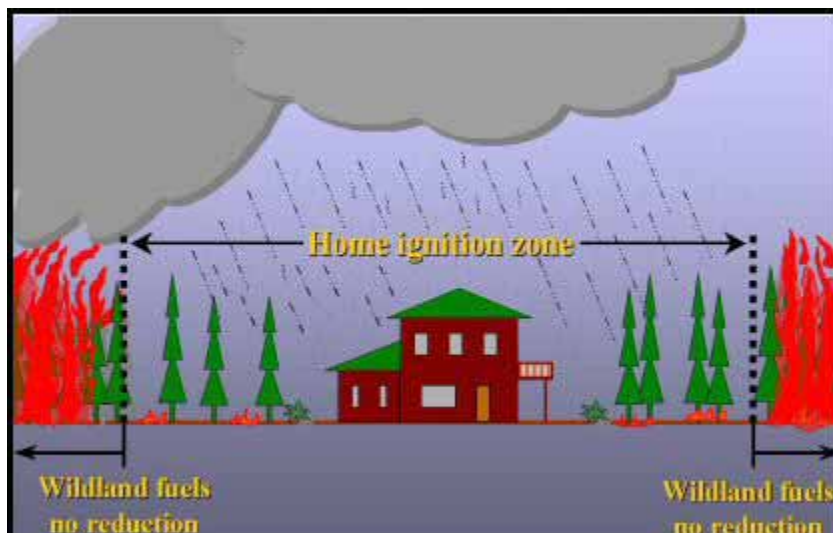 Home ignition zone
Wildland fuels
no reduction
Wildland fuels
no reduction